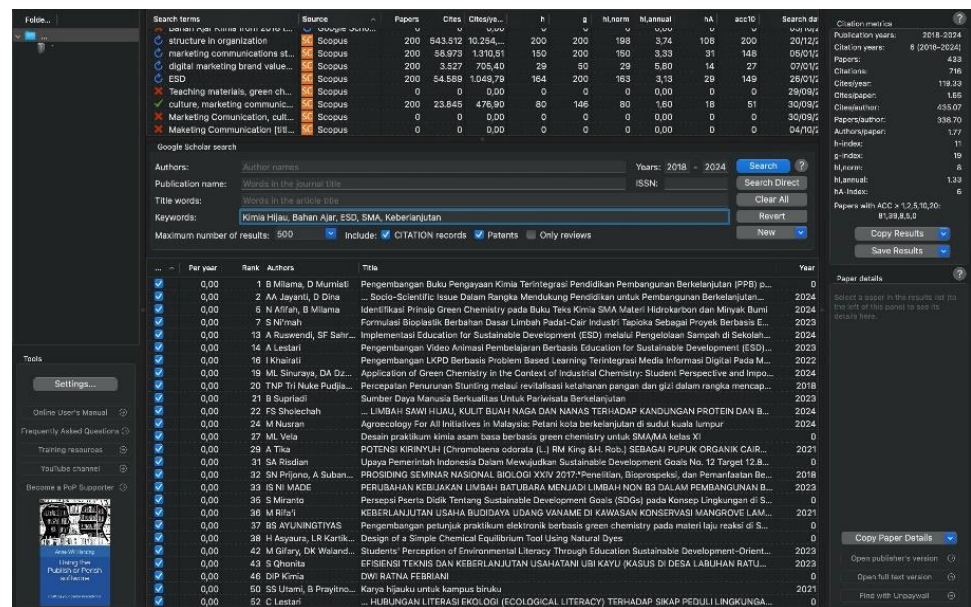 Folde...
Search terms Source Papers Cites Cites/ye... h g hI,norm hI,annual hA acc10 Search da
structure in organization SC Scopus 200 543.512 10.254,... 200 200 198 3,74 108 200 20/12/2
marketing communications st... SC Scopus 200 58.973 1.310,51 200 200 150 3,33 31 148 05/01/2
digital marketing brand value... SC Scopus 200 3.527 705,40 29 50 29 5,80 14 27 07/01/2
ESD SC Scopus 200 54.589 1.049,79 164 200 163 3,13 29 149 26/01/2
Teaching materials, green ch... SC Scopus 0 0 0,00 0 0 0 0,00 0 0 29/09/2
culture, marketing communic... SC Scopus 200 23.845 476,90 80 146 80 1,60 18 51 30/09/2
Marketing Comunication, cult... SC Scopus 0 0 0,00 0 0 0 0,00 0 0 30/09/2
Maketing Communication [titl... SC Scopus 0 0 0,00 0 0 0 0,00 0 0 04/10/2
Google Scholar search
Authors: Author names Years: 2018 - 2024 Search ?
Publication name: Words in the journal title ISSN: Search Direct
Title words: Words in the article title Clear All
Keywords: Kimia Hijau, Bahan Ajar, ESD, SMA, Keberlanjutan Revert
Maximum number of results: 500 Include: CITATION records Patents Only reviews New
... Per year Rank Authors Title Year
0,00 1 B Milama, D Murniati Pengembangan Buku Pengayaan Kimia Terintegrasi Pendidikan Pembangunan Berkelanjutan (PPB) p... 0
0,00 2 AA Jayanti, D Dina ... Socio-Scientific Issue Dalam Rangka Mendukung Pendidikan untuk Pembangunan Berkelanjutan... 2024
0,00 5 N Afifah, B Milama Identifikasi Prinsip Green Chemistry pada Buku Teks Kimia SMA Materi Hidrokarbon dan Minyak Bumi 2024
0,00 7 S Ni'mah Formulasi Bioplastik Berbahan Dasar Limbah Padat-Cair Industri Tapioka Sebagai Proyek Berbasis E... 2023
0,00 13 A Ruswendi, SF Sahr... Implementasi Education for Sustainable Development (ESD) melalui Pengelolaan Sampah di Sekolah... 2024
0,00 14 A Lestari Pengembangan Video Animasi Pembelajaran Berbasis Education for Sustainable Development (ESD)... 2023
0,00 16 I Khairati Pengembangan LKPD Berbasis Problem Based Learning Terintegrasi Media Informasi Digital Pada M... 2022
0,00 19 ML Sinuraya, DA Dz... Application of Green Chemistry in the Context of Industrial Chemistry: Student Perspective and Impo... 2024
0,00 20 TNP Tri Nuke Pudjia... Percepatan Penurunan Stunting melaui revitalisasi ketahanan pangan dan gizi dalam rangka mencap... 2018
0,00 21 B Supriadi Sumber Daya Manusia Berkualitas Untuk Pariwisata Berkelanjutan 2023
0,00 22 FS Sholechah ... LIMBAH SAWI HIJAU, KULIT BUAH NAGA DAN NANAS TERHADAP KANDUNGAN PROTEIN DAN B... 2024
0,00 24 M Nusran Agroecology For All Initiatives in Malaysia: Petani kota berkelanjutan di sudut kuala lumpur 2024
0,00 27 ML Vela Desain praktikum kimia asam basa berbasis green chemistry untuk SMA/MA kelas XI 0
0,00 29 A Tika POTENSI KIRINYUH (Chromolaena odorata (L.) RM King &H. Rob.) SEBAGAI PUPUK ORGANIK CAIR... 2021
0,00 31 SA Risdian Upaya Pemerintah Indonesia Dalam Mewujudkan Sustainable Development Goals No. 12 Target 12.B... 0
0,00 32 SN Prijono, A Suban... PROSIDING SEMINAR NASIONAL BIOLOGI XXIV 2017:"Penelitian, Bioprospeksi, dan Pemanfaatan Be... 2018
0,00 33 IS NI MADE PERUBAHAN KEBIJAKAN LIMBAH BATUBARA MENJADI LIMBAH NON B3 DALAM PEMBANGUNAN B... 2023
0,00 35 S Miranto Persepsi Pserta Didik Tentang Sustainable Development Goals (SDGs) pada Konsep Lingkungan di S... 0
0,00 36 M Rifa'i KEBERLANJUTAN USAHA BUDIDAYA UDANG VANAME DI KAWASAN KONSERVASI MANGROVE LAM... 2021
0,00 37 BS AYUNINGTIYAS Pengembangan petunjuk praktikum elektronik berbasis green chemistry pada materi laju reaksi di S... 0
0,00 38 H Asyaura, LR Kartik... Design of a Simple Chemical Equilibrium Tool Using Natural Dyes 0
0,00 42 M Gifary, DK Waland... Students' Perception of Environmental Literacy Through Education Sustainable Development-Orient... 2023
0,00 43 S Qhonita EFISIENSI TEKNIS DAN KEBERLANJUTAN USAHATANI UBI KAYU (KASUS DI DESA LABUHAN RATU... 2023
0,00 46 DIP Kimia DWI RATNA FEBRIANI 0
0,00 50 SS Utami, B Prayitno... Karya hijauku untuk kampus biruku 2021
0,00 52 C Lestari ... HUBUNGAN LITERASI EKOLOGI (ECOLOGICAL LITERACY) TERHADAP SIKAP PEDULI LINGKUNGA... 0
Tools
Settings...
Online User's Manual
Frequently Asked Questions
Training resources
YouTube channel
Become a PoP Supporter
Anne-Wil Harzing
Using the
Publish or Perish
software
Citation metrics ?
Publication years: 2018-2024
Citation years: 6 (2018-2024)
Papers: 433
Citations: 716
Cites/year: 119.33
Cites/paper: 1.65
Cites/author: 435.07
Papers/author: 338.70
Authors/paper: 1.77
h-index: 11
g-index: 19
hI,norm: 8
hI,annual: 1.33
hA-index: 6
Papers with ACC > 1,2,5,10,20:
81,39,8,5,0
Copy Results
Save Results
Paper details ?
Select a paper in the results list (to
the left of this pane) to see its
details here.
Copy Paper Details
Open publisher's version
Open full text version
Find with Unpaywall